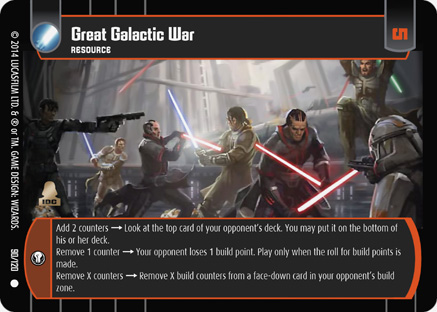 Great Galactic War
RESOURCE
5
Add 2 counters → Look at the top card of your opponent's deck. You may put it on the bottom of
his or her deck.
Remove 1 counter → Your opponent loses 1 build point. Play only when the roll for build points is
made.
Remove X counters → Remove X build counters from a face-down card in your opponent's build
zone.
© 2014 LUCASFILM LTD. & ® or TM. GAME DESIGN: WIZARDS.
IDC